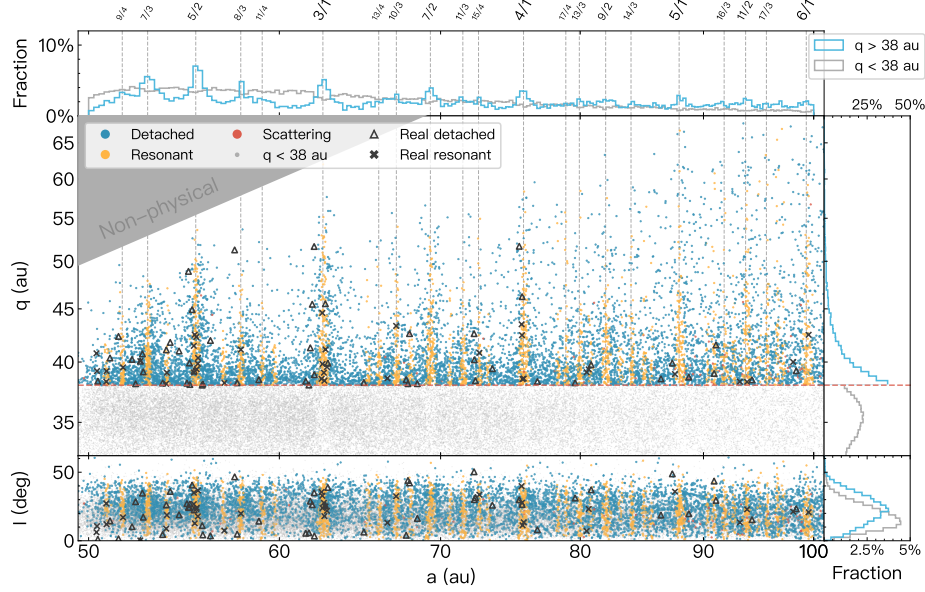 9/4 7/3 5/2 8/3 11/4 3/1 13/4 10/3 7/2 11/3 15/4 4/1 17/4 13/3 9/2 14/3 5/1 16/3 11/2 17/3 6/1
10%
0%
Fraction
q > 38 au
q < 38 au
25% 50%
Detached Scattering Real detached
Resonant q < 38 au Real resonant
Non-physical
65
60
55
50
45
40
35
q (au)
50
0
I (deg)
50 60 70 80 90 100
a (au)
2.5% 5%
Fraction